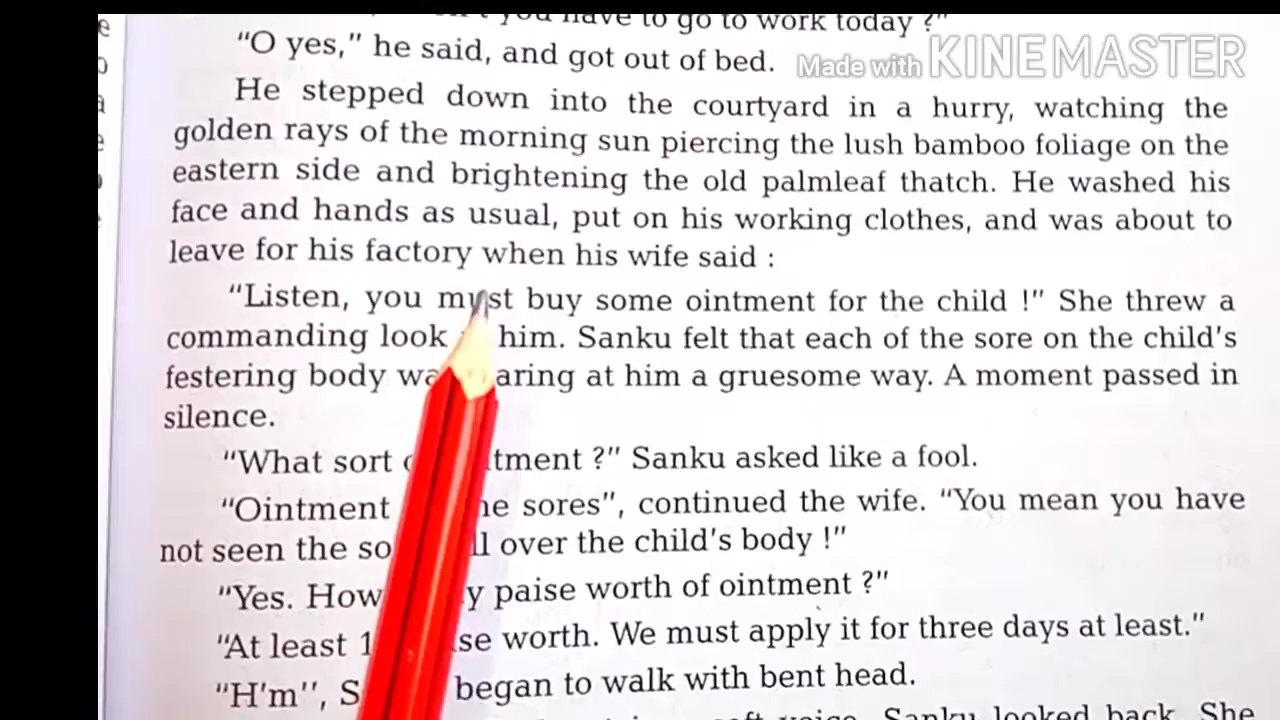 you have to go to work today ?"
"O yes," he said, and got out of bed.
Made with KINEMASTER
He stepped down into the courtyard in a hurry, watching the
golden rays of the morning sun piercing the lush bamboo foliage on the
eastern side and brightening the old palmleaf thatch. He washed his
face and hands as usual, put on his working clothes, and was about to
leave for his factory when his wife said :
"Listen, you must buy some ointment for the child !" She threw a
commanding look him. Sanku felt that each of the sore on the child's
festering body at him a gruesome way. A moment passed in
silence.
"What sort ?" Sanku asked like a fool.
"Ointment sores", continued the wife. "You mean you have
not seen the over the child's body !"
"Yes. How paise worth of ointment ?"
"At least worth. We must apply it for three days at least."
"H'm", began to walk with bent head.
voice. Sanku looked back. She